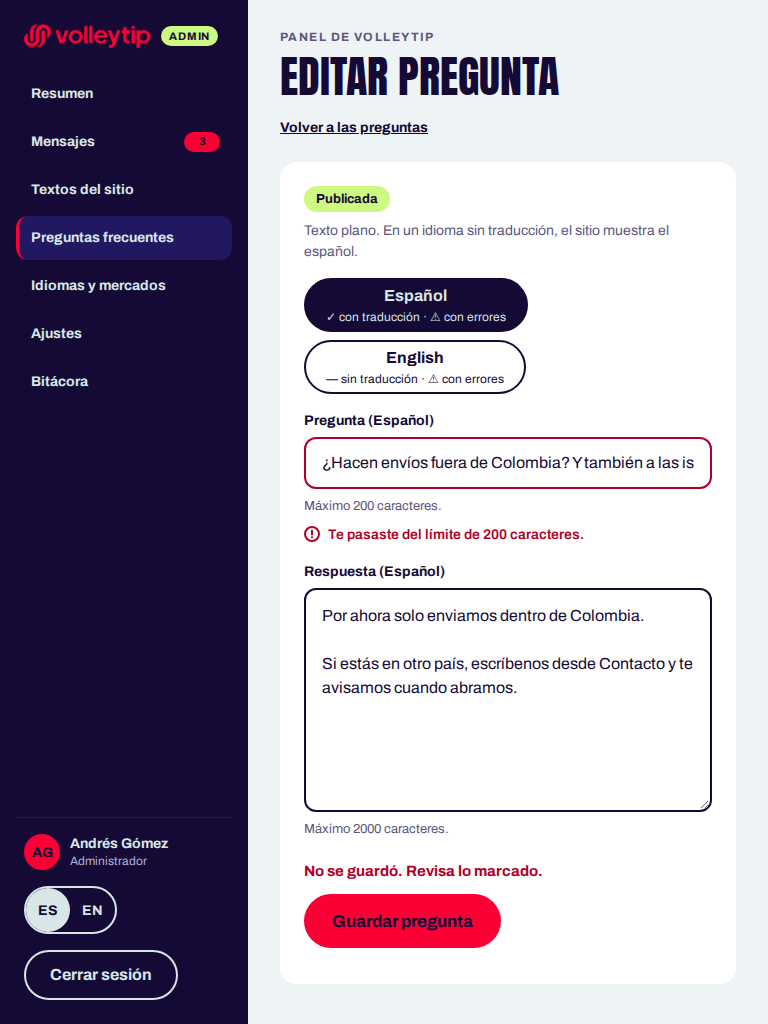 volleytip ADMIN
Resumen
Mensajes 3
Textos del sitio
Preguntas frecuentes
Idiomas y mercados
Ajustes
Bitácora
AG Andrés Gómez
Administrador
ES EN
Cerrar sesión
PANEL DE VOLLEYTIP
EDITAR PREGUNTA
Volver a las preguntas
Publicada
Texto plano. En un idioma sin traducción, el sitio muestra el
español.
Español
✓ con traducción · ⚠ con errores
English
— sin traducción · ⚠ con errores
Pregunta (Español)
¿Hacen envíos fuera de Colombia? Y también a las is
Máximo 200 caracteres.
Te pasaste del límite de 200 caracteres.
Respuesta (Español)
Por ahora solo enviamos dentro de Colombia.
Si estás en otro país, escríbenos desde Contacto y te
avisamos cuando abramos.
Máximo 2000 caracteres.
No se guardó. Revisa lo marcado.
Guardar pregunta